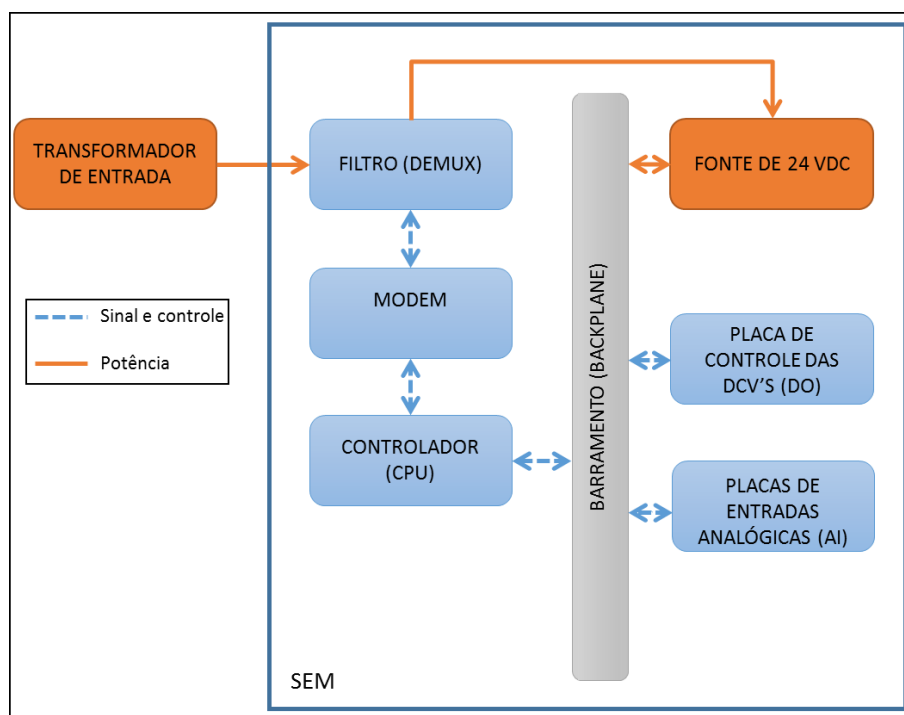 TRANSFORMADOR
DE ENTRADA
FILTRO (DEMUX)
FONTE DE 24 VDC
MODEM
Sinal e controle
Potência
CONTROLADOR
(CPU)
BARRAMENTO (BACKPLANE)
PLACA DE
CONTROLE DAS
DCV'S (DO)
PLACAS DE
ENTRADAS
ANALÓGICAS (AI)
SEM